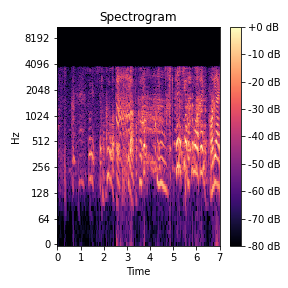 Spectrogram
8192
4096
2048
1024
512
256
128
64
0
Hz
0 1 2 3 4 5 6 7
Time
+0 dB
-10 dB
-20 dB
-30 dB
-40 dB
-50 dB
-60 dB
-70 dB
-80 dB